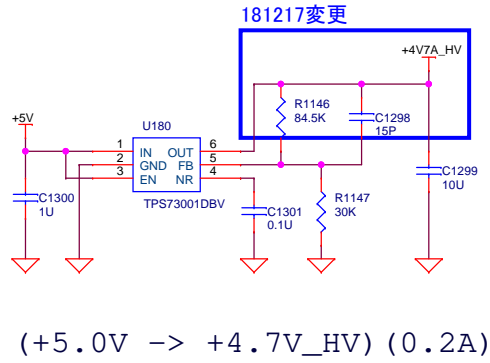 181217変更
+4V7A_HV
+5V
R1146
84.5K
C1298
15P
U180
1 IN OUT 6
2 GND FB 5
3 EN NR 4
TPS73001DBV
C1300
1U
C1301
0.1U
R1147
30K
C1299
10U
(+5.0V -> +4.7V_HV)(0.2A)